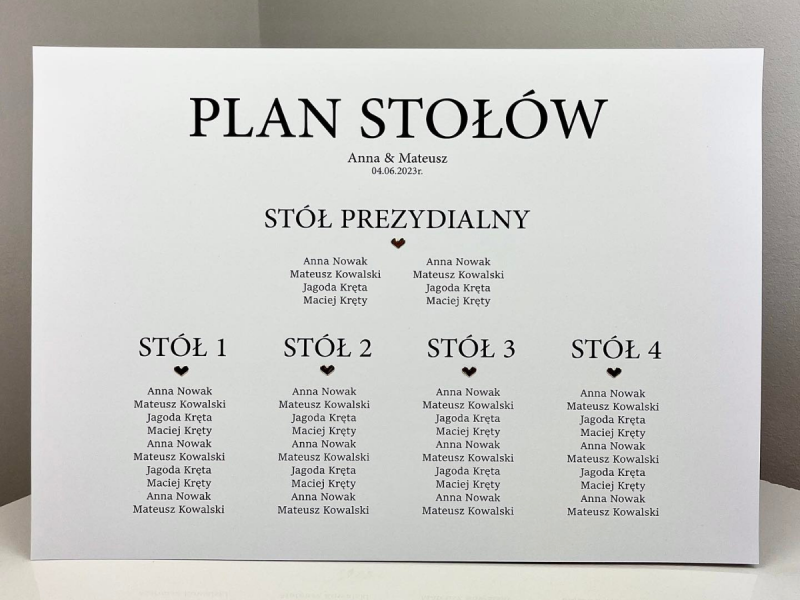 PLAN STOŁÓW
Anna & Mateusz
04.06.2023r.
STÓŁ PREZYDIALNY
Anna Nowak
Mateusz Kowalski
Jagoda Kręta
Maciej Kręty
Anna Nowak
Mateusz Kowalski
Jagoda Kręta
Maciej Kręty
STÓŁ 1
Anna Nowak
Mateusz Kowalski
Jagoda Kręta
Maciej Kręty
Anna Nowak
Mateusz Kowalski
Jagoda Kręta
Maciej Kręty
Anna Nowak
Mateusz Kowalski
STÓŁ 2
Anna Nowak
Mateusz Kowalski
Jagoda Kręta
Maciej Kręty
Anna Nowak
Mateusz Kowalski
Jagoda Kręta
Maciej Kręty
Anna Nowak
Mateusz Kowalski
STÓŁ 3
Anna Nowak
Mateusz Kowalski
Jagoda Kręta
Maciej Kręty
Anna Nowak
Mateusz Kowalski
Jagoda Kręta
Maciej Kręty
Anna Nowak
Mateusz Kowalski
STÓŁ 4
Anna Nowak
Mateusz Kowalski
Jagoda Kręta
Maciej Kręty
Anna Nowak
Mateusz Kowalski
Jagoda Kręta
Maciej Kręty
Anna Nowak
Mateusz Kowalski